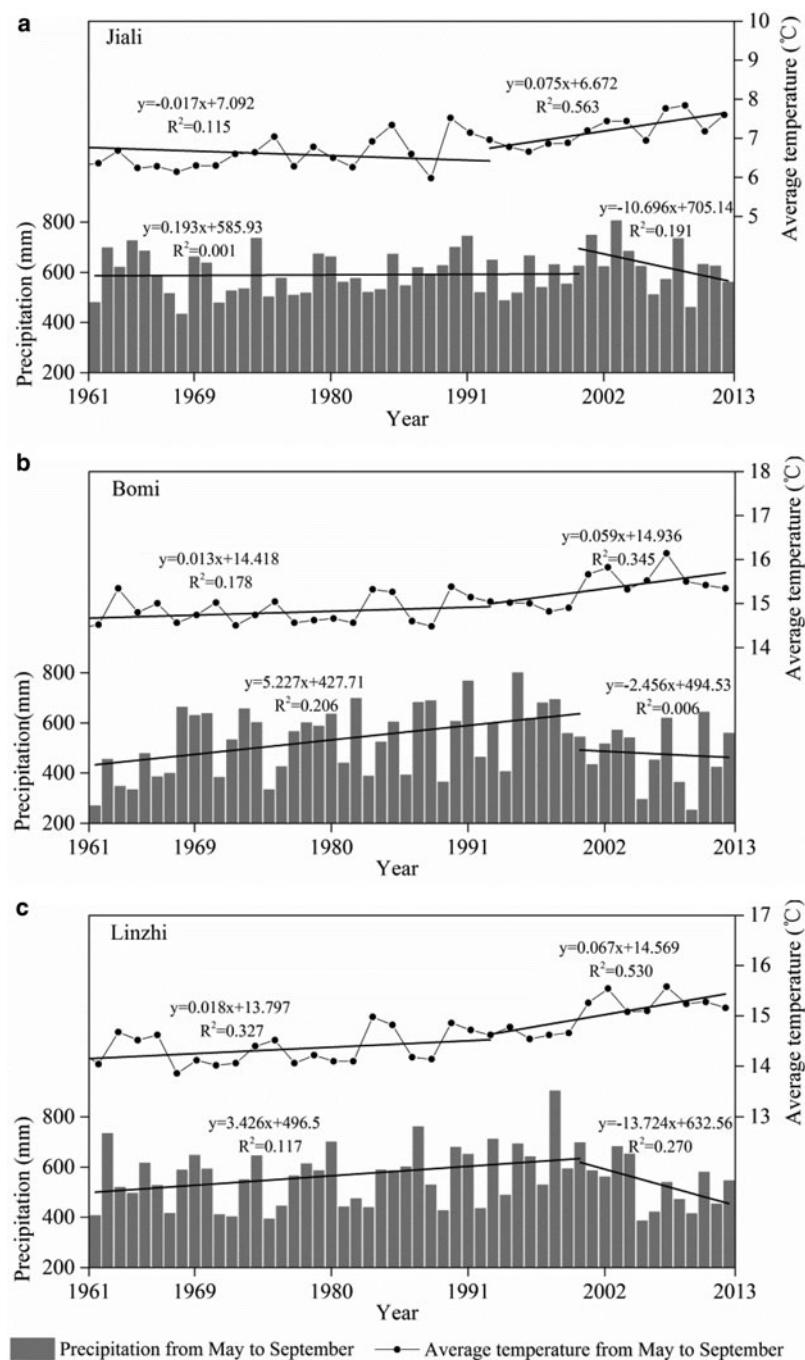 a
Jiali
y=-0.017x+7.092
R²=0.115
y=0.075x+6.672
R²=0.563
10
9
8
7
6
5
Average temperature (℃)
y=0.193x+585.93
R²=0.001
y=-10.696x+705.14
R²=0.191
800
600
400
200
Precipitation (mm)
1961 1969 1980 1991 2002 2013
Year
b
Bomi
y=0.013x+14.418
R²=0.178
y=0.059x+14.936
R²=0.345
18
17
16
15
14
Average temperature (℃)
y=5.227x+427.71
R²=0.206
y=-2.456x+494.53
R²=0.006
800
600
400
200
Precipitation(mm)
1961 1969 1980 1991 2002 2013
Year
c
Linzhi
y=0.018x+13.797
R²=0.327
y=0.067x+14.569
R²=0.530
17
16
15
14
13
Average temperature (℃)
y=3.426x+496.5
R²=0.117
y=-13.724x+632.56
R²=0.270
800
600
400
200
Precipitation (mm)
1961 1969 1980 1991 2002 2013
Year
Precipitation from May to September Average temperature from May to September